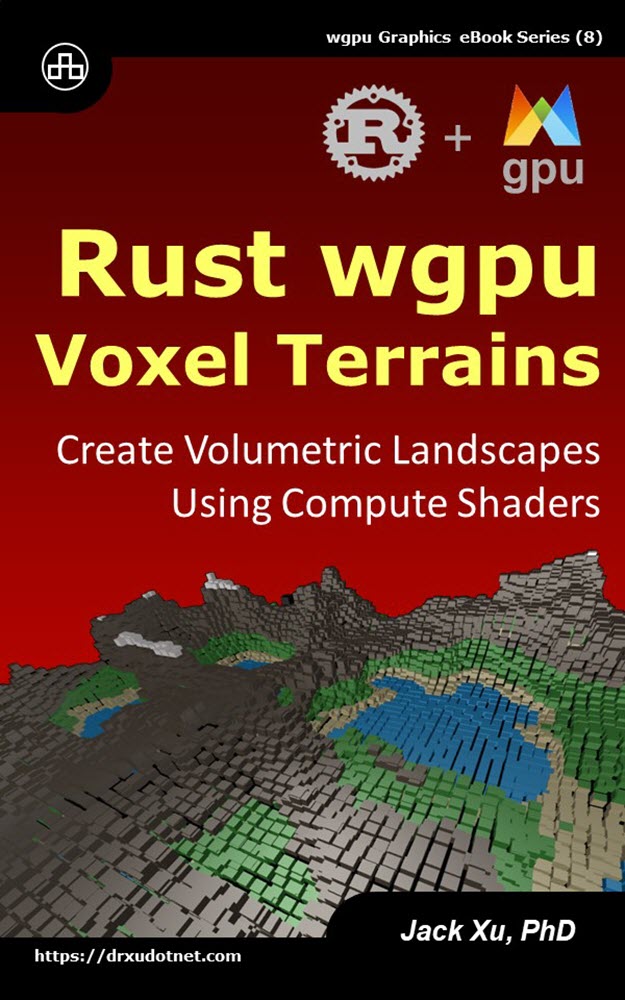 wgpu Graphics eBook Series (8)
R + gpu
Rust wgpu
Voxel Terrains
Create Volumetric Landscapes
Using Compute Shaders
Jack Xu, PhD
https://drxudotnet.com